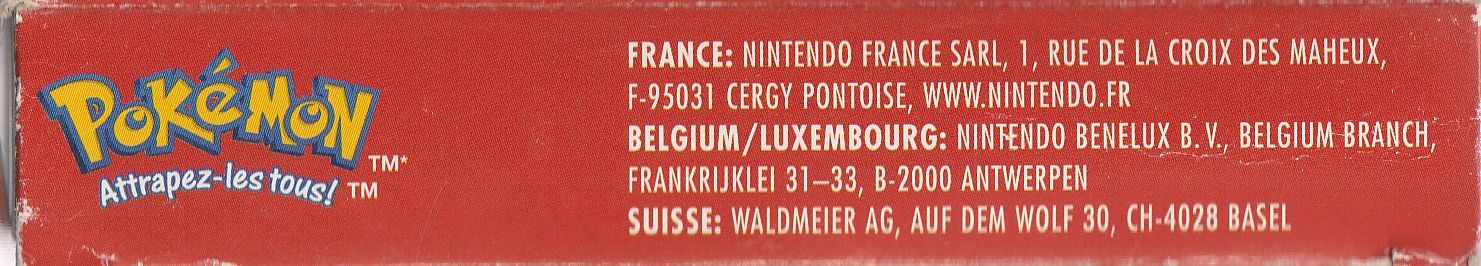 POKéMON TM*
Attrapez-les tous! TM
FRANCE: NINTENDO FRANCE SARL, 1, RUE DE LA CROIX DES MAHEUX,
F-95031 CERGY PONTOISE, WWW.NINTENDO.FR
BELGIUM/LUXEMBOURG: NINTENDO BENELUX B.V., BELGIUM BRANCH,
FRANKRIJKLEI 31–33, B-2000 ANTWERPEN
SUISSE: WALDMEIER AG, AUF DEM WOLF 30, CH-4028 BASEL